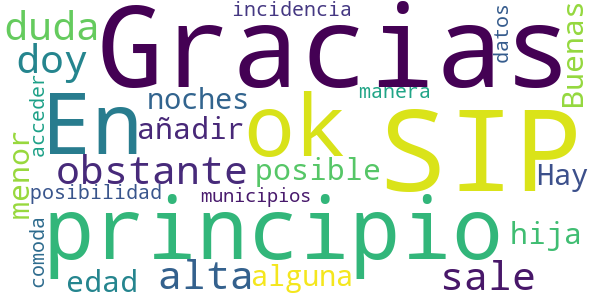 incidencia
duda Gracias datos Buenas
doy
acceder En noches ok manera SIP
añadir
menor obstante posible Hay
posibilidad municipios
comoda principio hija
edad alta alguna sale